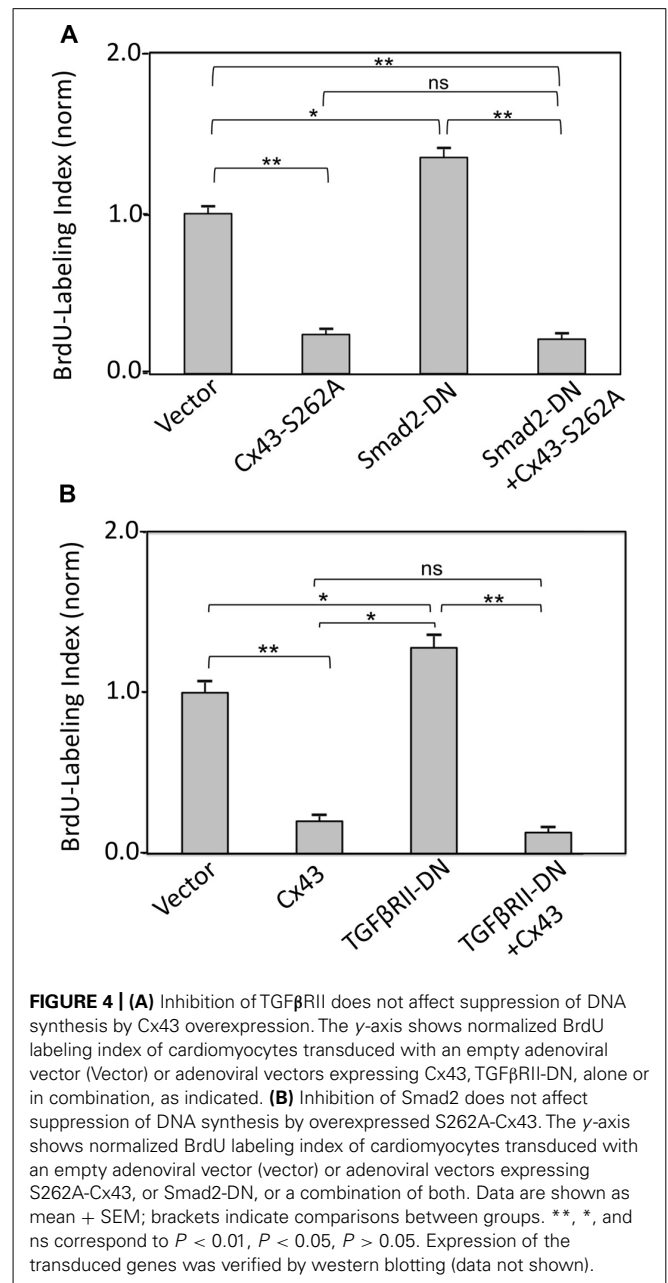 A
2.0
**
ns
*
**
**
BrdU-Labeling Index (norm)
1.0
0.0
Vector
Cx43-S262A
Smad2-DN
Smad2-DN
+Cx43-S262A
B
2.0
ns
*
**
*
**
BrdU-Labeling Index (norm)
1.0
0.0
Vector
Cx43
TGFβRII-DN
TGFβRII-DN
+Cx43
FIGURE 4 | (A) Inhibition of TGFβRII does not affect suppression of DNA
synthesis by Cx43 overexpression. The y-axis shows normalized BrdU
labeling index of cardiomyocytes transduced with an empty adenoviral
vector (Vector) or adenoviral vectors expressing Cx43, TGFβRII-DN, alone or
in combination, as indicated. (B) Inhibition of Smad2 does not affect
suppression of DNA synthesis by overexpressed S262A-Cx43. The y-axis
shows normalized BrdU labeling index of cardiomyocytes transduced with
an empty adenoviral vector (vector) or adenoviral vectors expressing
S262A-Cx43, or Smad2-DN, or a combination of both. Data are shown as
mean + SEM; brackets indicate comparisons between groups. **, *, and
ns correspond to P < 0.01, P < 0.05, P > 0.05. Expression of the
transduced genes was verified by western blotting (data not shown).